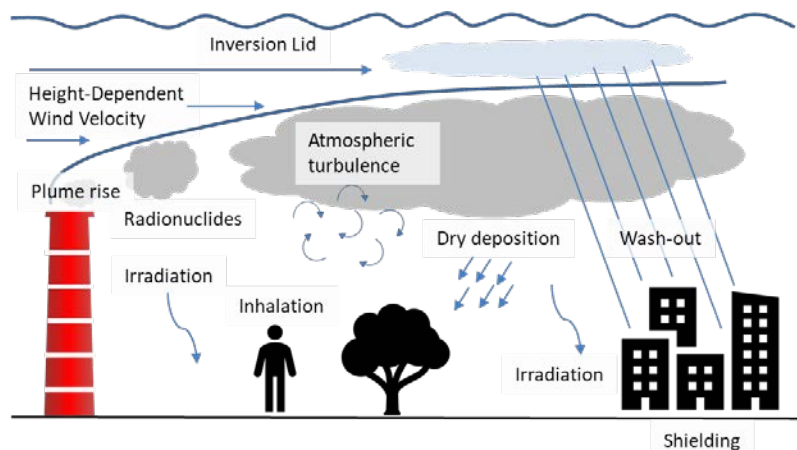 Inversion Lid
Height-Dependent
Wind Velocity
Atmospheric
turbulence
Plume rise
Radionuclides
Dry deposition
Wash-out
Irradiation
Inhalation
Irradiation
Shielding